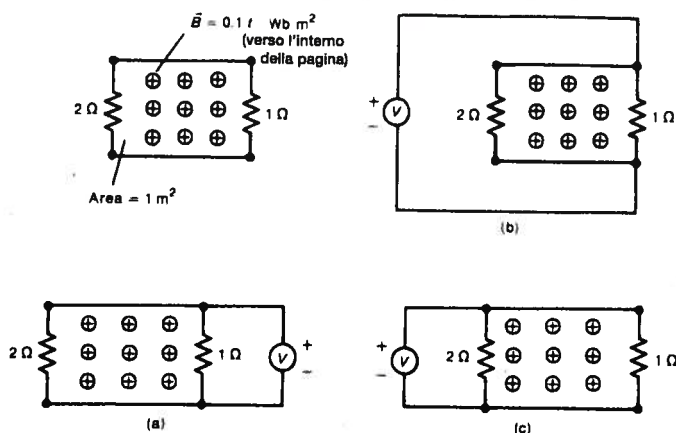 B⃗ = 0.1 t Wb m²
(verso l'interno
della pagina)
2 Ω
1 Ω
Area = 1 m²
+
V
−
2 Ω
1 Ω
(b)
2 Ω
1 Ω
V
+
−
(a)
+
V
−
2 Ω
1 Ω
(c)